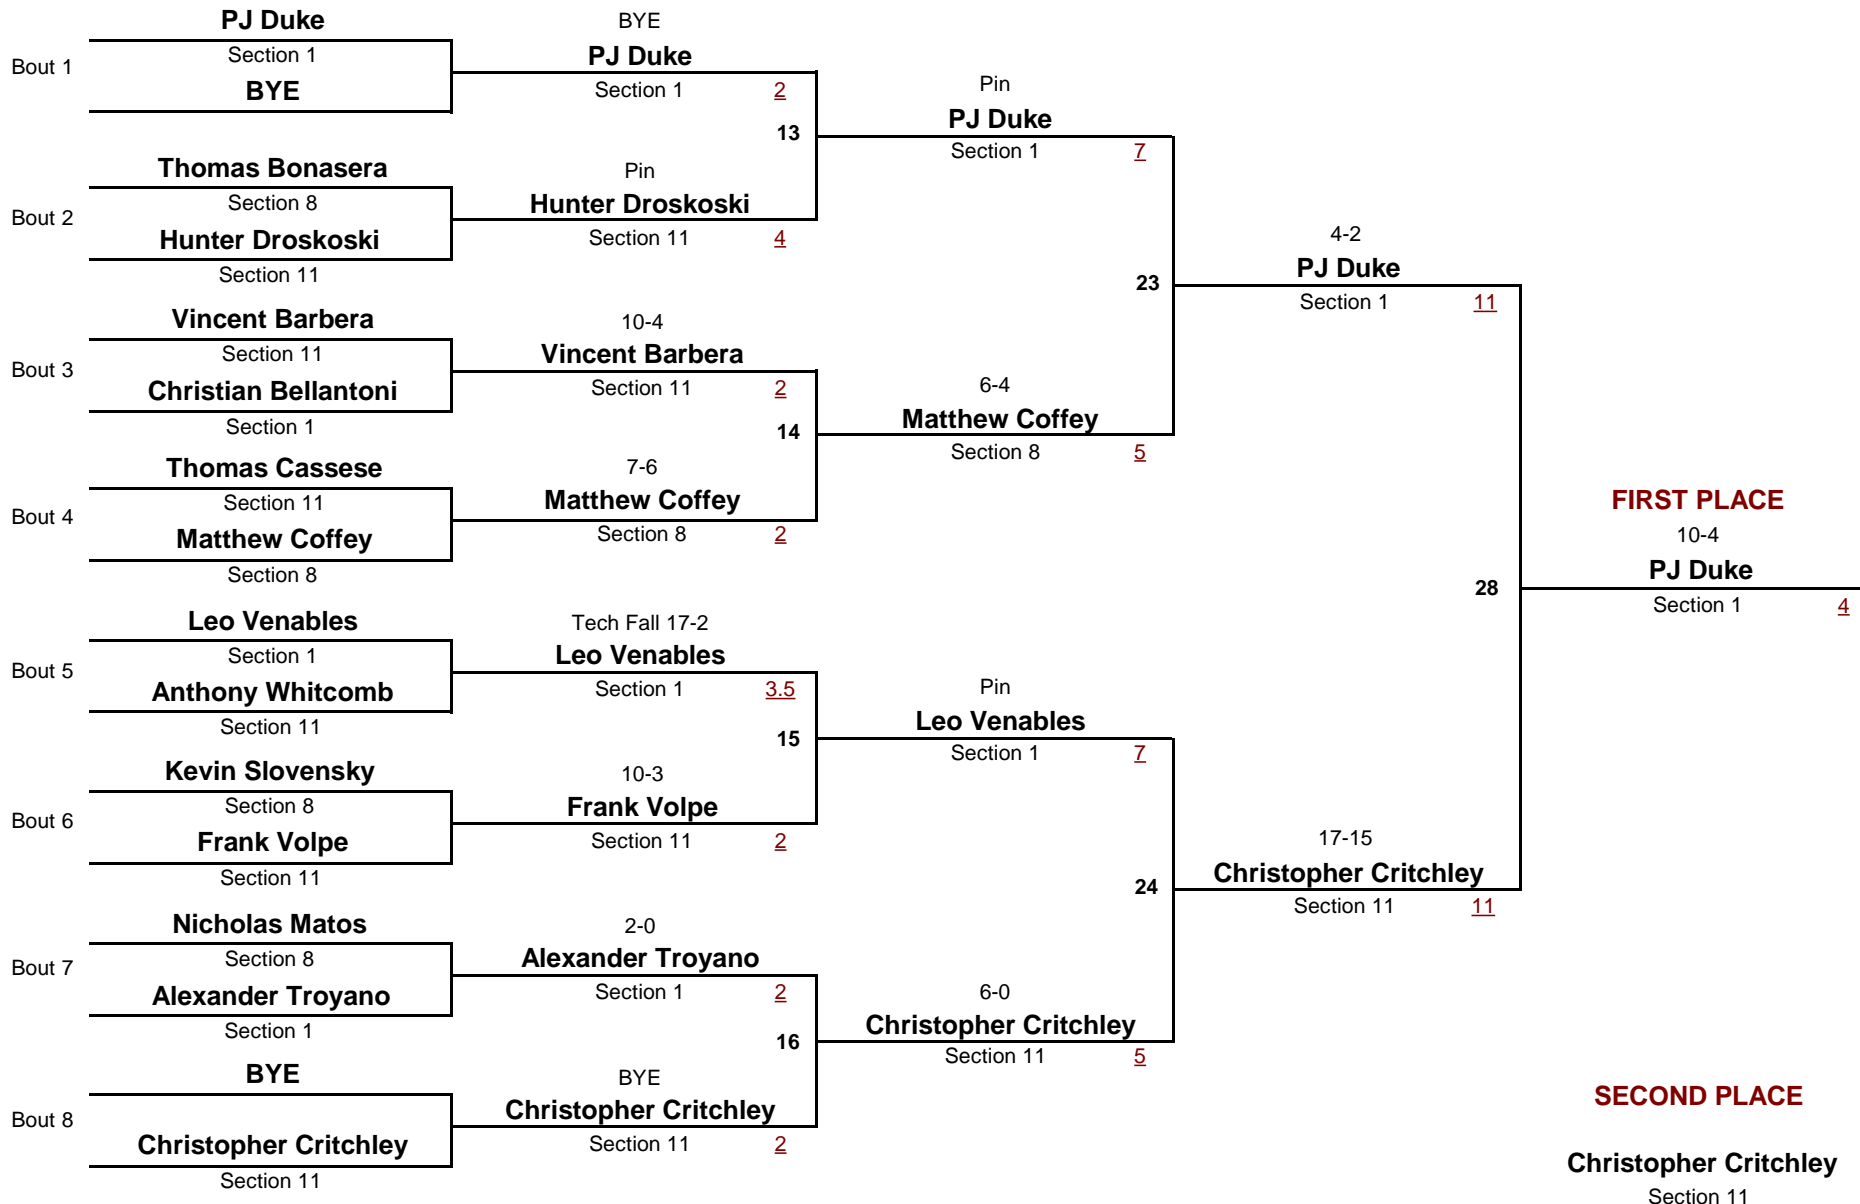 PJ Duke
Bout 1
Section 1
BYE
Thomas Bonasera
Bout 2
Section 8
Hunter Droskoski
Section 11
Vincent Barbera
Bout 3
Section 11
Christian Bellantoni
Section 1
Thomas Cassese
Bout 4
Section 11
Matthew Coffey
Section 8
Leo Venables
Bout 5
Section 1
Anthony Whitcomb
Section 11
Kevin Slovensky
Bout 6
Section 8
Frank Volpe
Section 11
Nicholas Matos
Bout 7
Section 8
Alexander Troyano
Section 1
BYE
Bout 8
Christopher Critchley
Section 11
BYE
PJ Duke
Section 1 2
13
Pin
Hunter Droskoski
Section 11 4
10-4
Vincent Barbera
Section 11 2
14
7-6
Matthew Coffey
Section 8 2
Tech Fall 17-2
Leo Venables
Section 1 3.5
15
10-3
Frank Volpe
Section 11 2
2-0
Alexander Troyano
Section 1 2
16
BYE
Christopher Critchley
Section 11 2
Pin
PJ Duke
Section 1 7
23
6-4
Matthew Coffey
Section 8 5
Pin
Leo Venables
Section 1 7
24
6-0
Christopher Critchley
Section 11 5
4-2
PJ Duke
Section 1 11
28
17-15
Christopher Critchley
Section 11 11
FIRST PLACE
10-4
PJ Duke
Section 1 4
SECOND PLACE
Christopher Critchley
Section 11